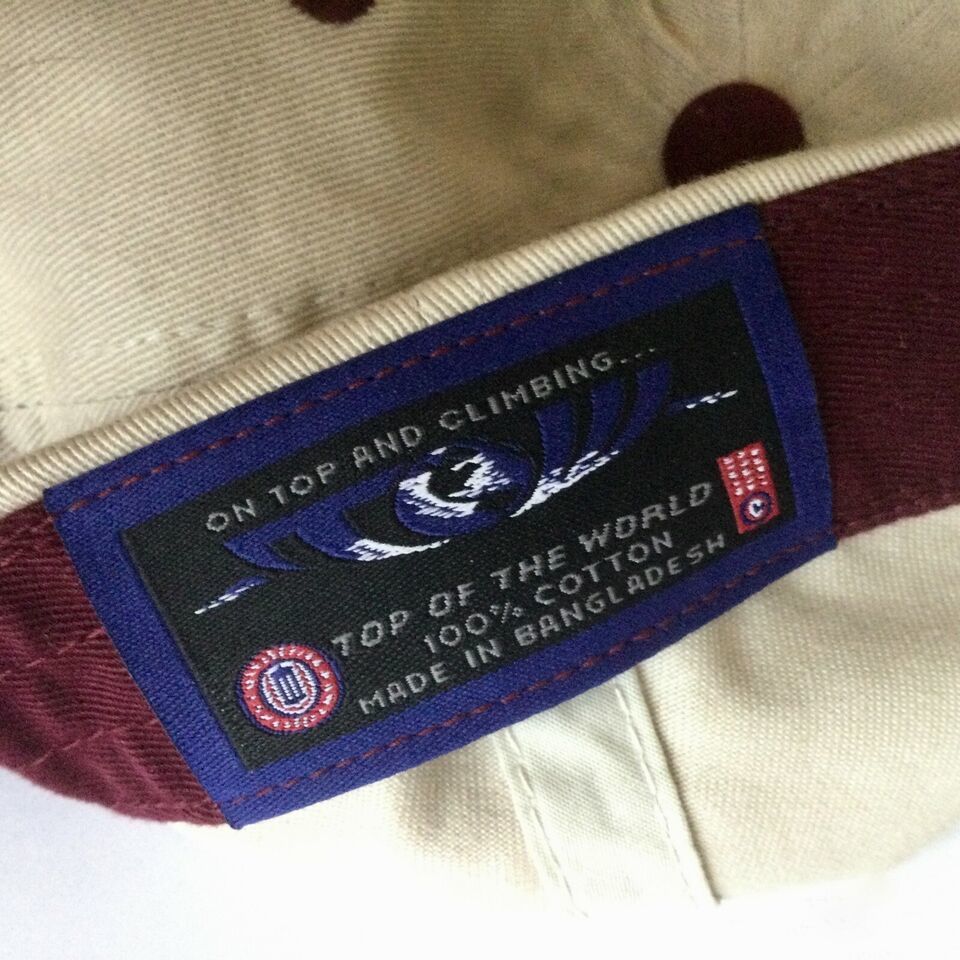 ON TOP AND CLIMBING...
TOP OF THE WORLD
100% COTTON
MADE IN BANGLADESH
C